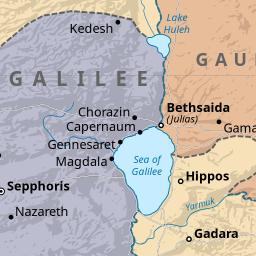 Lake
Huleh
Kedesh
GALILEE
GAU
Chorazin
Bethsaida
(Julias)
Capernaum
Gama
Gennesaret
Magdala
Sea of
Galilee
Hippos
Sepphoris
Yarmuk
Nazareth
Gadara